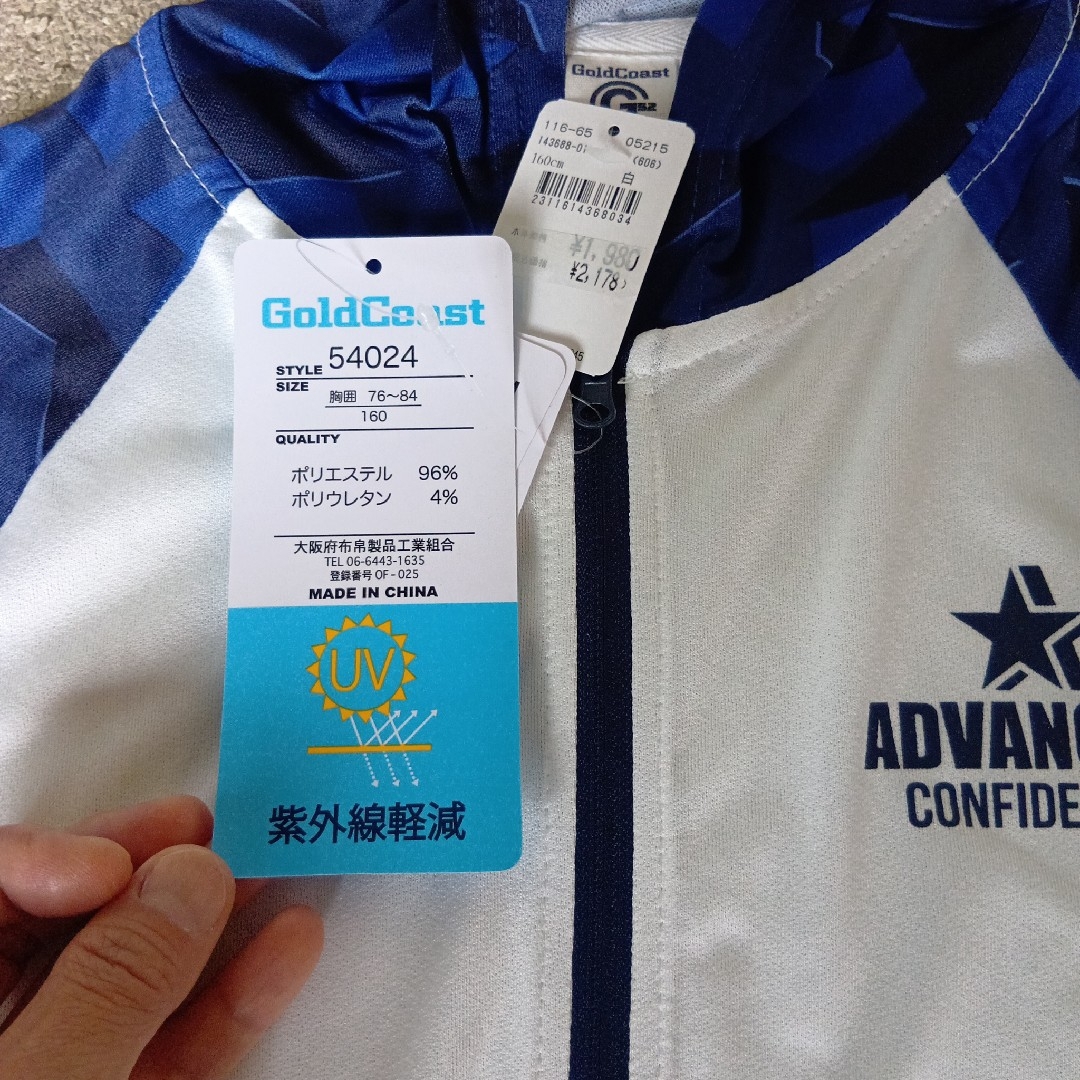 GoldCoast
G 52
116-65 05215
143688-0 (606)
160cm 白
2311614368034
¥1,980
¥2,178
GoldCoast
STYLE 54024
SIZE
胸囲 76〜84
160
QUALITY
ポリエステル 96%
ポリウレタン 4%
大阪府布帛製品工業組合
TEL 06-6443-1635
登録番号 OF-025
MADE IN CHINA
UV
紫外線軽減
ADVAN
CONFIDE